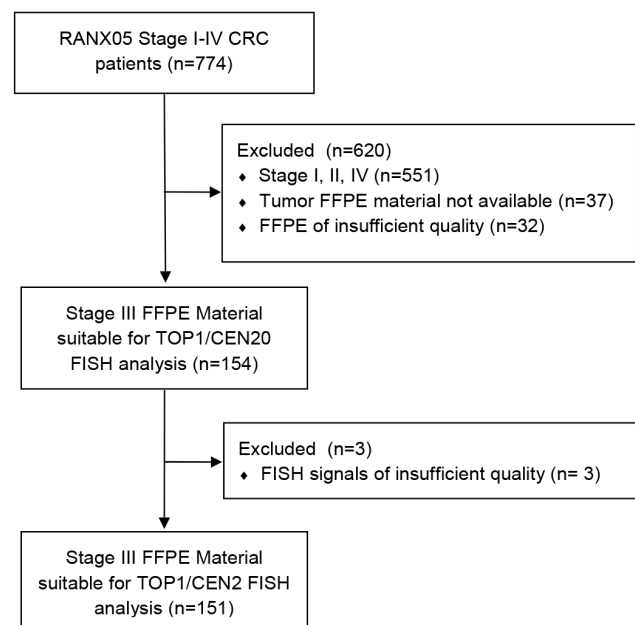 RANX05 Stage I-IV CRC
patients (n=774)
Excluded (n=620)
♦ Stage I, II, IV (n=551)
♦ Tumor FFPE material not available (n=37)
♦ FFPE of insufficient quality (n=32)
Stage III FFPE Material
suitable for TOP1/CEN20
FISH analysis (n=154)
Excluded (n=3)
♦ FISH signals of insufficient quality (n= 3)
Stage III FFPE Material
suitable for TOP1/CEN2 FISH
analysis (n=151)